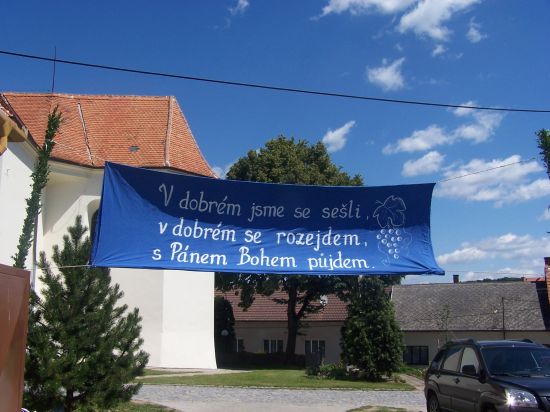 V dobrém jsme se sešli,
v dobrém se rozejdem,
s Pánem Bohem půjdem.